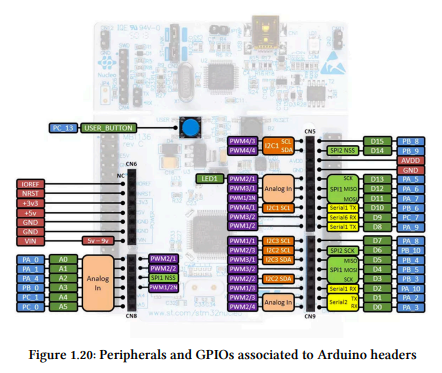 PC_13 USER_BUTTON
CN6
NC
IOREF
NRST
+3v3
+5v
GND
GND
VIN 5v – 9v
PA_0 A0 PWM2/1
PA_1 A1 PWM2/2
PA_4 A2 Analog In SPI1 NSS
PB_0 A3 PWM1/2N
PC_1 A4
PC_0 A5
CN8
CN5
PWM4/3 I2C1 SCL D15 PB_8
PWM4/4 SDA SPI2 NSS D14 PB_9
AVDD
GND
LED1 PWM2/1 SCK D13 PA_5
PWM3/1 Analog In SPI1 MISO D12 PA_6
PWM1/1N MOSI D11 PA_7
PWM4/1 I2C1 SCL Serial1 TX D10 PB_6
PWM3/2 Serial6 RX D9 PC_7
PWM1/2 Serial1 TX D8 PA_9
PWM1/1 I2C3 SCL D7 PA_8
PWM2/3 I2C2 SCL SPI2 SCK D6 PB_10
PWM3/1 I2C3 SDA MISO D5 PB_4
SPI1 MOSI D4 PB_5
PWM2/2 I2C2 SDA SCK D3 PB_3
PWM1/3 Serial1 RX D2 PA_10
PWM2/3 Analog In Serial2 TX D1 PA_2
PWM2/4 RX D0 PA_3
CN9
www.st.com/stm32nu
Figure 1.20: Peripherals and GPIOs associated to Arduino headers